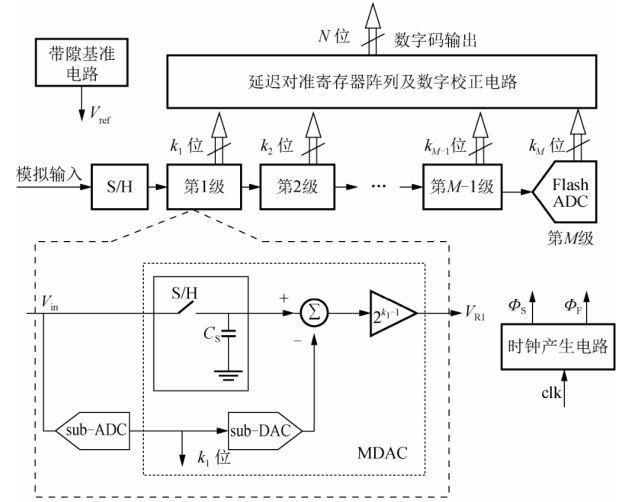 N 位
数字码输出
带隙基准
电路
V_ref
延迟对准寄存器阵列及数字校正电路
k_1 位
k_2 位
k_{M-1} 位
k_M 位
模拟输入
S/H
第1级
第2级
···
第M-1级
Flash
ADC
第M级
V_in
S/H
C_S
+
Σ
−
2^{k_1-1}
V_{R1}
Φ_S
Φ_F
时钟产生电路
clk
sub-ADC
sub-DAC
k_1 位
MDAC